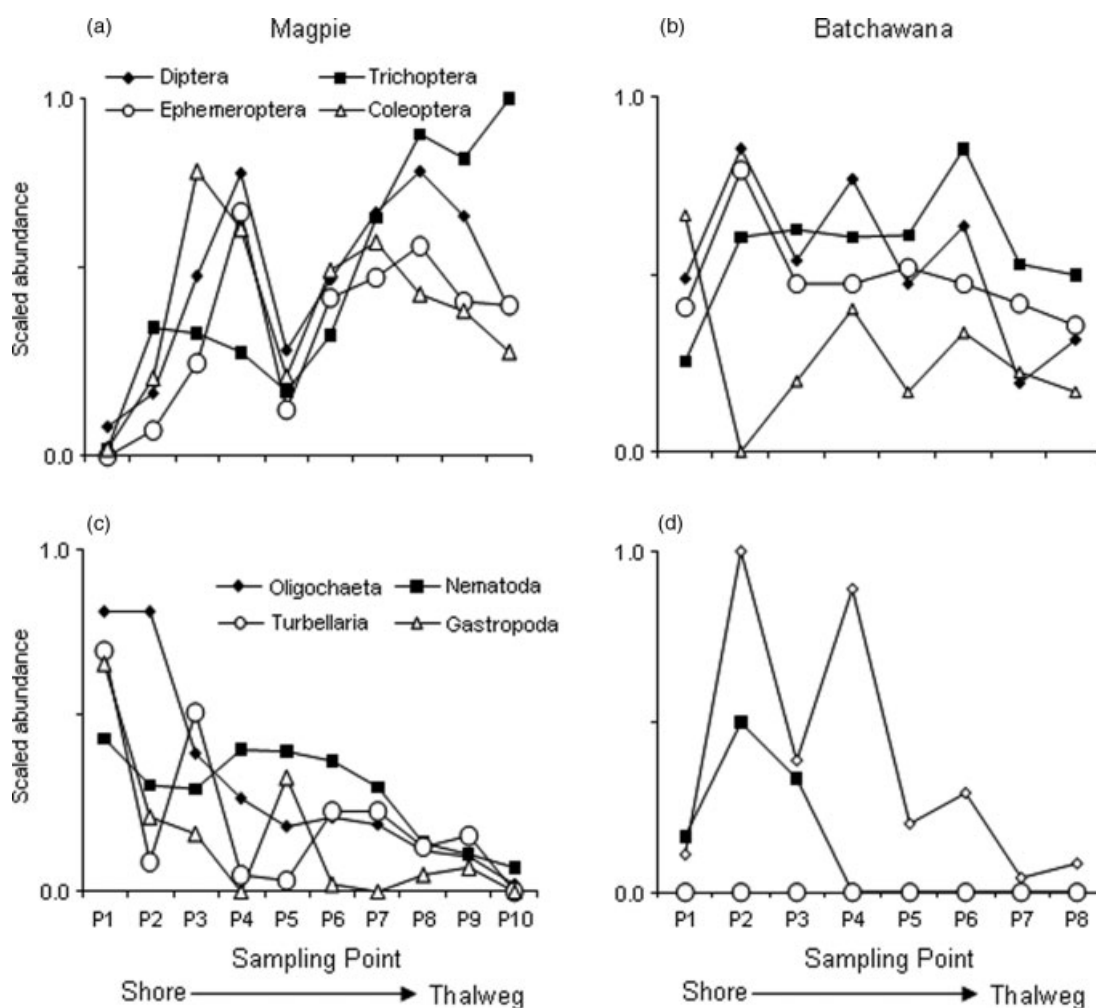 (a) Magpie (b) Batchawana
Diptera Trichoptera
Ephemeroptera Coleoptera
1.0 1.0
Scaled abundance
0.0 0.0
(c) (d)
1.0 1.0
Oligochaeta Nematoda
Turbellaria Gastropoda
Scaled abundance
0.0 0.0
P1 P2 P3 P4 P5 P6 P7 P8 P9 P10 P1 P2 P3 P4 P5 P6 P7 P8
Sampling Point Sampling Point
Shore Thalweg Shore Thalweg